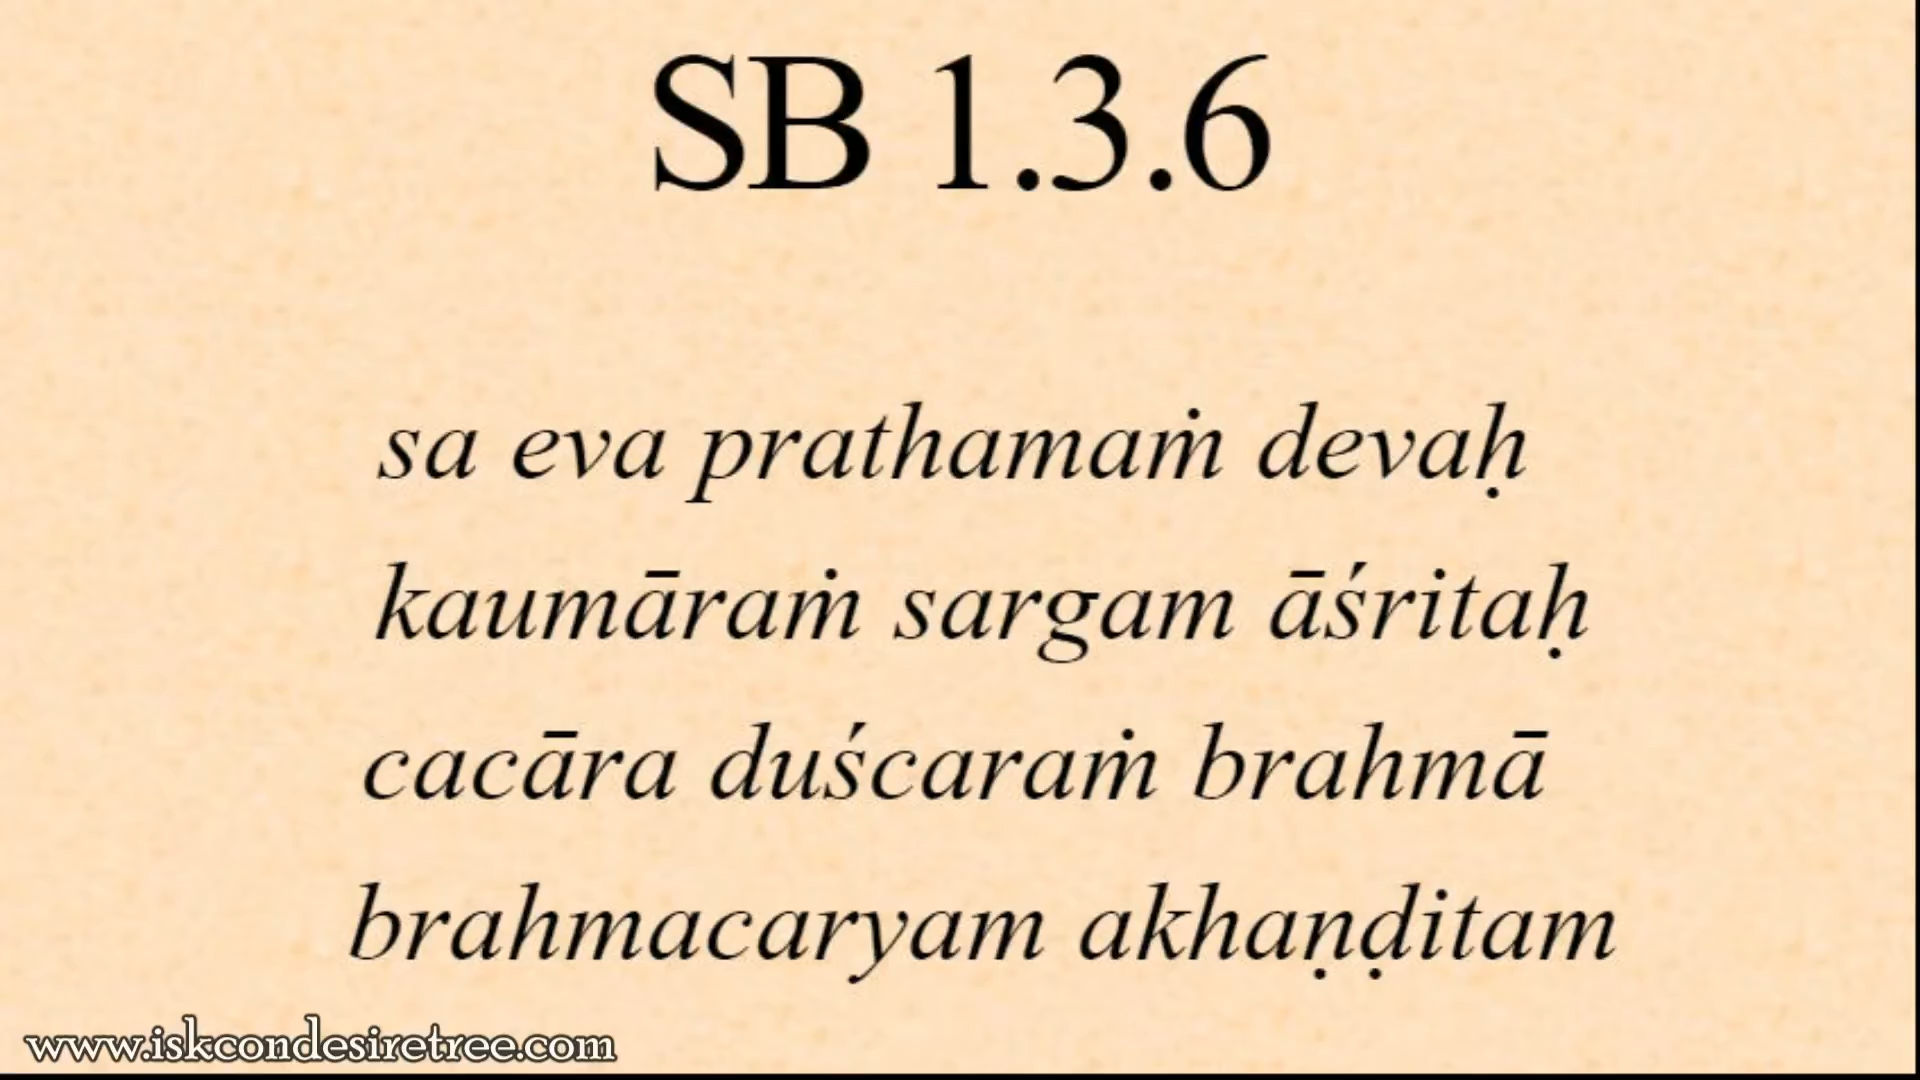 SB 1.3.6
sa eva prathamaṁ devaḥ
kaumāraṁ sargam āśritaḥ
cacāra duścaraṁ brahmā
brahmacaryam akhaṇḍitam
www.iskcondesiretree.com